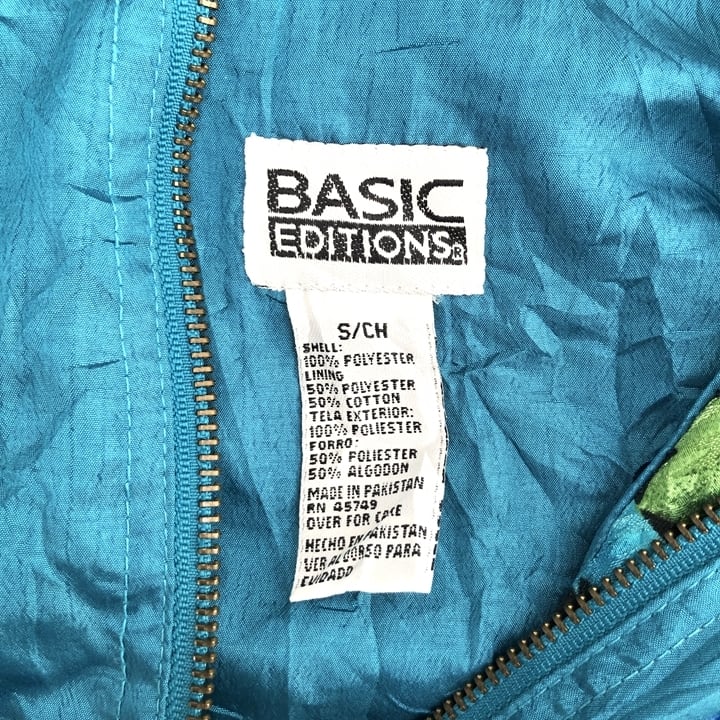 BASIC
EDITIONS®
S/CH
SHELL:
100% POLYESTER
LINING
50% POLYESTER
50% COTTON
TELA EXTERIOR:
100% POLIESTER
FORRO:
50% POLIESTER
50% ALGODON
MADE IN PAKISTAN
RN 45749
OVER FOR CARE
HECHO EN PAKISTAN
VER AL DORSO PARA
CUIDADO